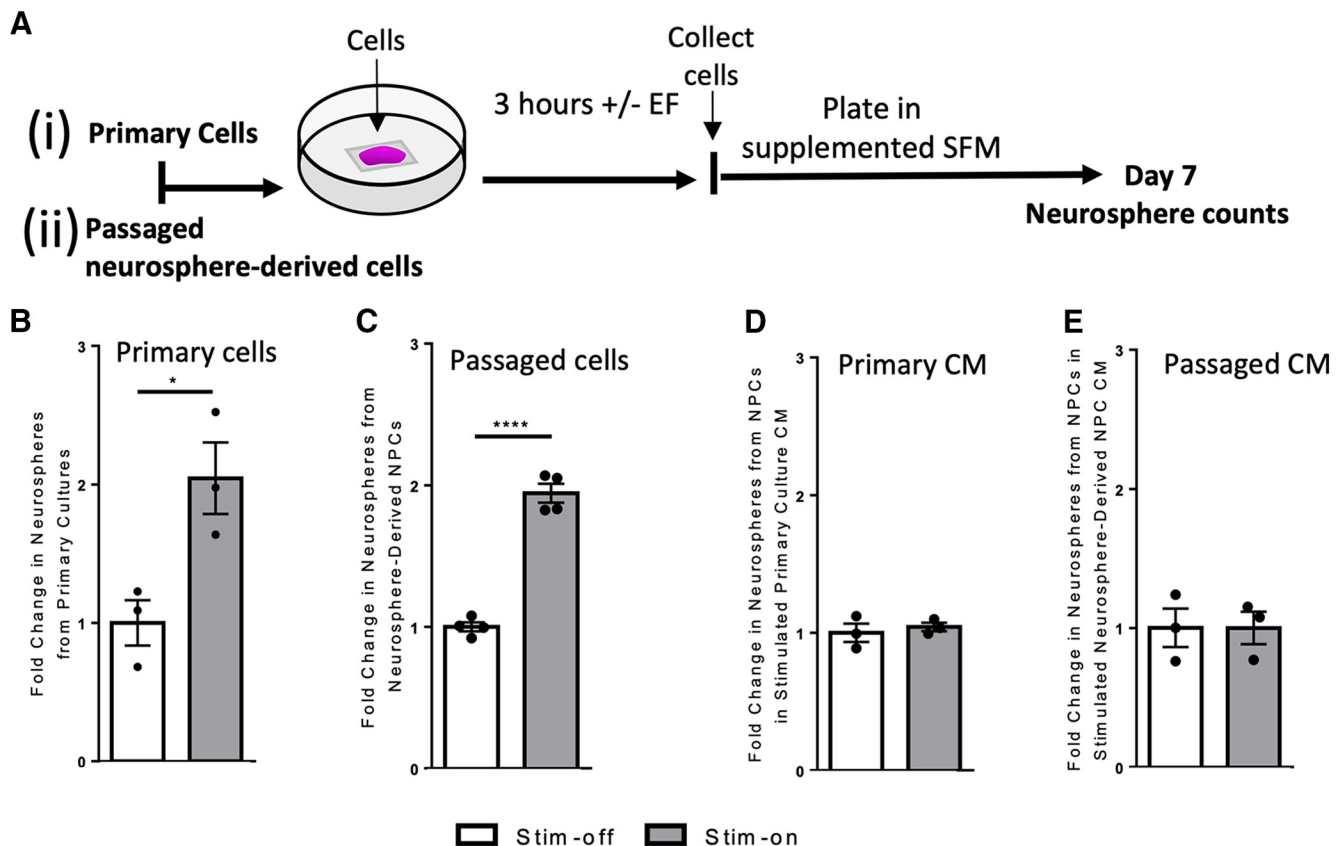 A
Cells
Collect
cells
3 hours +/- EF
Plate in
supplemented SFM
(i) Primary Cells
Day 7
Neurosphere counts
(ii) Passaged
neurosphere-derived cells
B
Primary cells
Fold Change in Neurospheres
from Primary Cultures
3
2
1
0
*
C
Passaged cells
Fold Change in Neurospheres from
Neurosphere-Derived NPCs
3
2
1
0
****
D
Primary CM
Fold Change in Neurospheres from NPCs
in Stimulated Primary Culture CM
3
2
1
0
E
Passaged CM
Fold Change in Neurospheres from NPCs in
Stimulated Neurosphere-Derived NPC CM
3
2
1
0
Stim-off
Stim-on